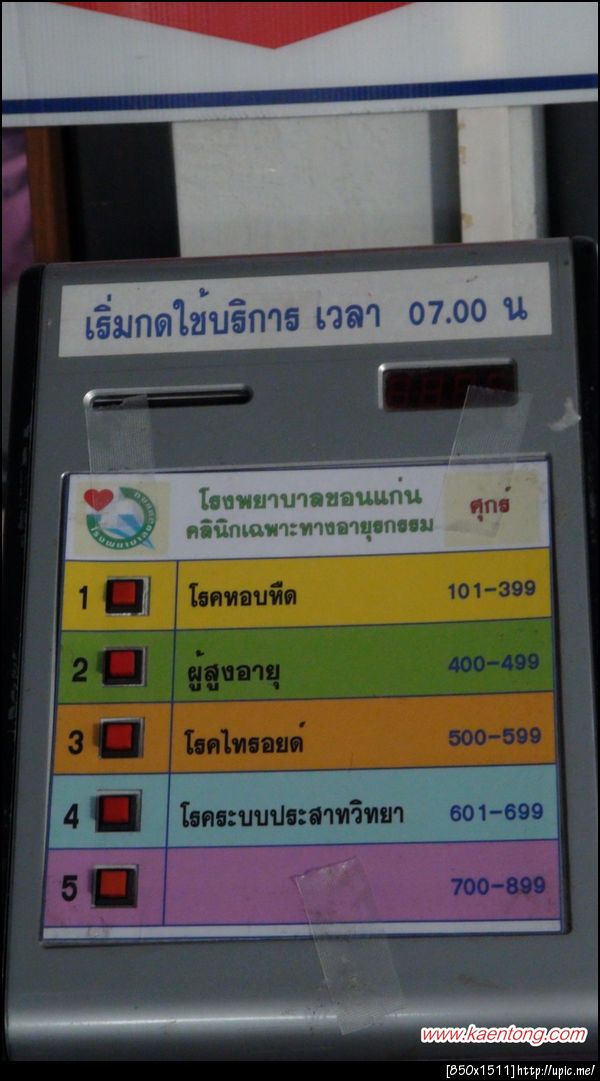 เริ่มกดใช้บริการ เวลา 07.00 น
โรงพยาบาลขอนแก่น
คลินิกเฉพาะทางอายุรกรรม
ศุกร์
1 โรคหอบหืด 101-399
2 ผู้สูงอายุ 400-499
3 โรคไทรอยด์ 500-599
4 โรคระบบประสาทวิทยา 601-699
5 700-899
www.kaentong.com
[850x1511]http://upic.me/